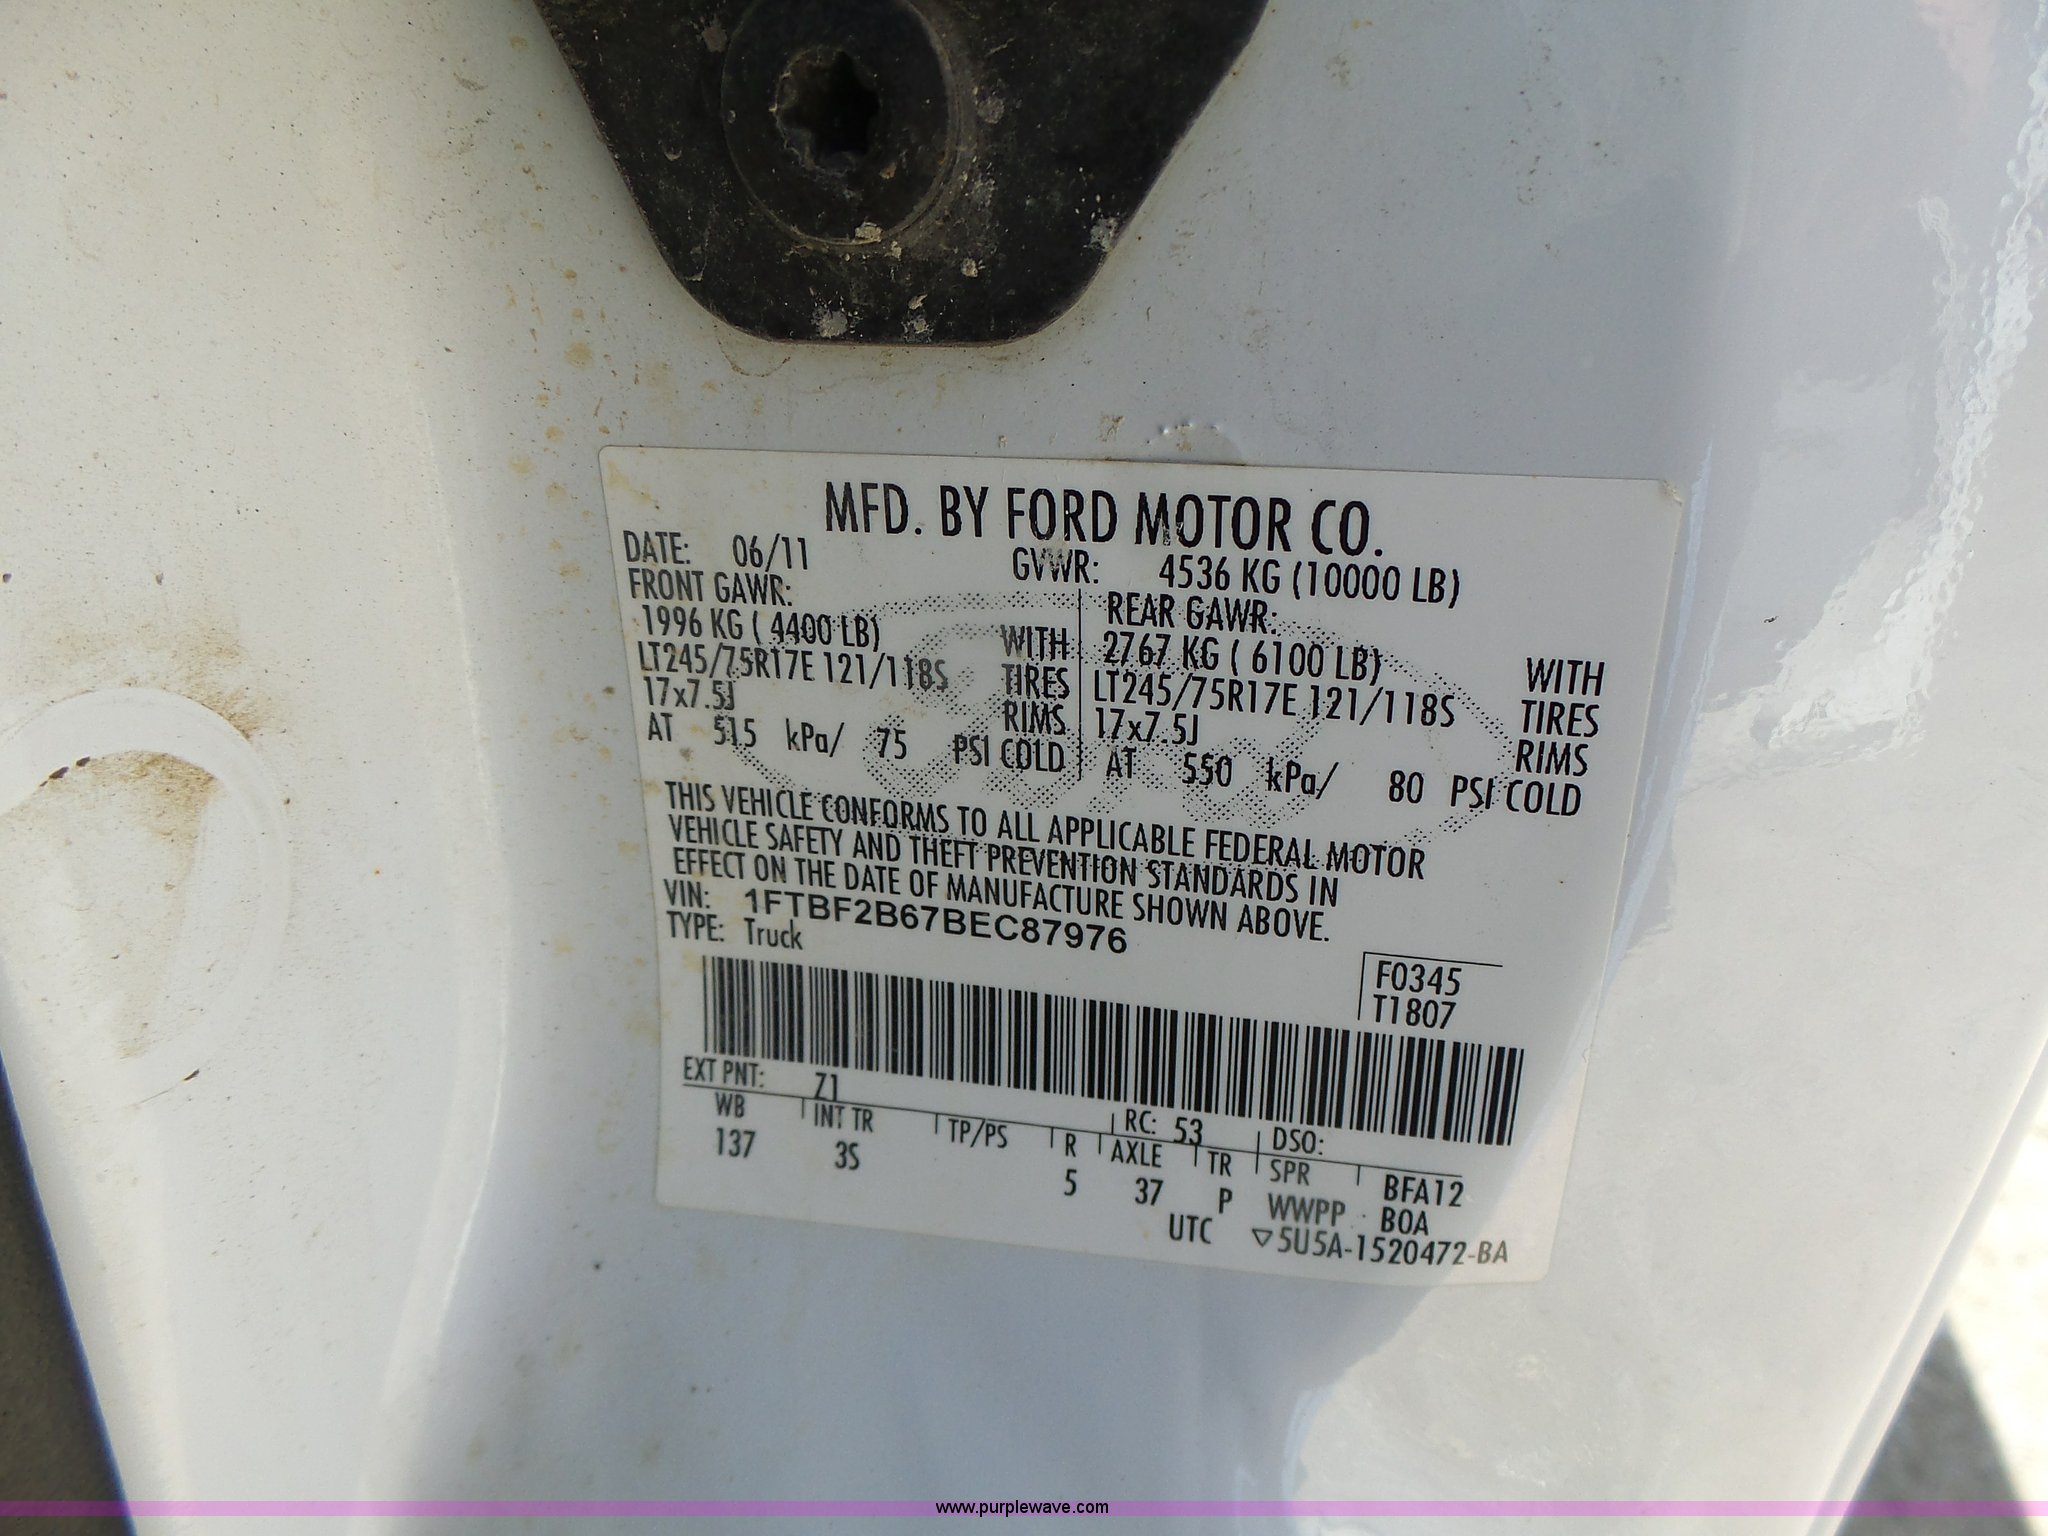 MFD. BY FORD MOTOR CO.
DATE: 06/11 GVWR: 4536 KG (10000 LB)
FRONT GAWR: REAR GAWR:
1996 KG ( 4400 LB) WITH 2767 KG ( 6100 LB) WITH
LT245/75R17E 121/118S TIRES LT245/75R17E 121/118S TIRES
17x7.5J RIMS 17x7.5J RIMS
AT 515 kPa/ 75 PSI COLD AT 550 kPa/ 80 PSI COLD
THIS VEHICLE CONFORMS TO ALL APPLICABLE FEDERAL MOTOR
VEHICLE SAFETY AND THEFT PREVENTION STANDARDS IN
EFFECT ON THE DATE OF MANUFACTURE SHOWN ABOVE.
VIN: 1FTBF2B67BEC87976
TYPE: Truck
F0345
T1807
EXT PNT: Z1 RC: 53 DSO:
WB INT TR TP/PS R AXLE TR SPR BFA12
137 3S 5 37 P WWPP BOA
UTC ▽5U5A-1520472-BA
www.purplewave.com